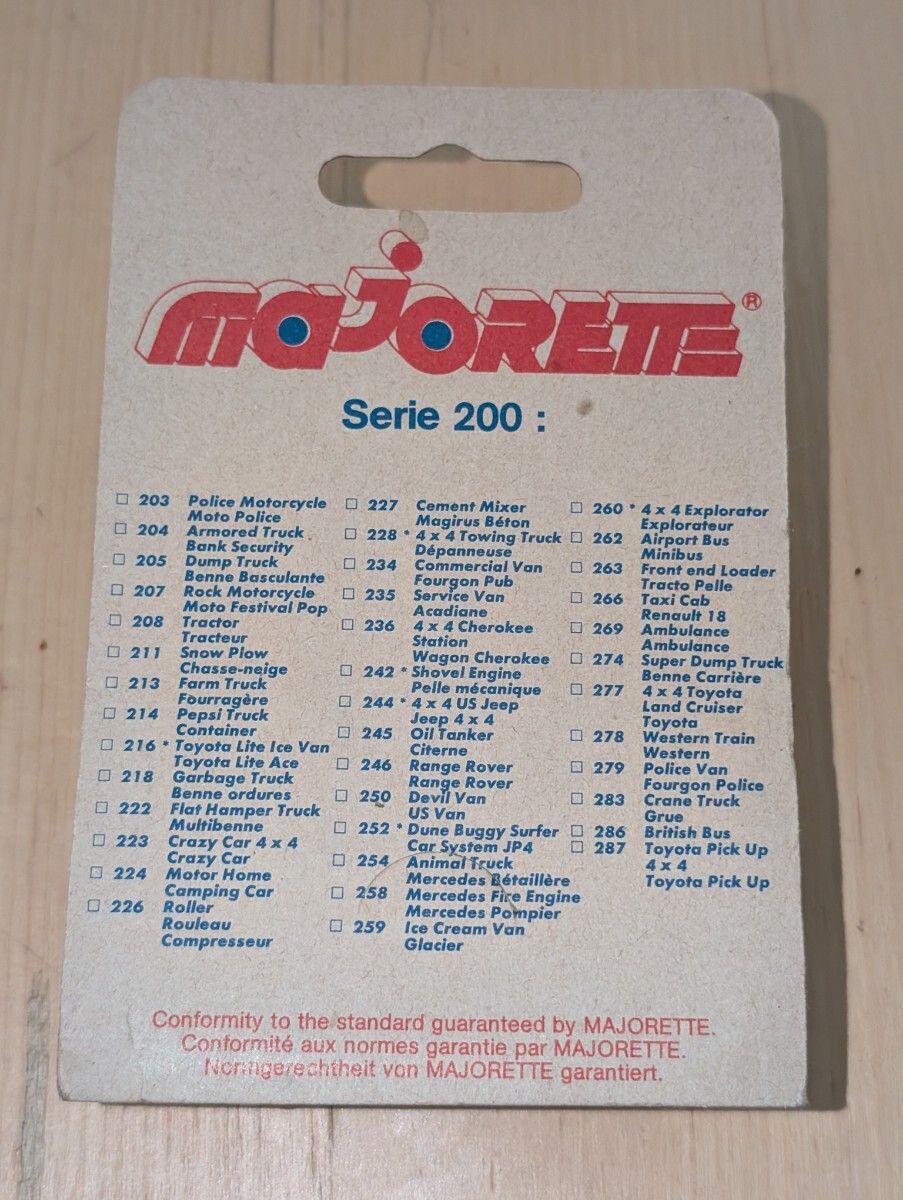 majORETTE®
Serie 200 :
203 Police Motorcycle
Moto Police
204 Armored Truck
Bank Security
205 Dump Truck
Benne Basculante
207 Rock Motorcycle
Moto Festival Pop
208 Tractor
Tracteur
211 Snow Plow
Chasse-neige
213 Farm Truck
Fourragère
214 Pepsi Truck
Container
216 * Toyota Lite Ice Van
Toyota Lite Ace
218 Garbage Truck
Benne ordures
222 Flat Hamper Truck
Multibenne
223 Crazy Car 4 x 4
Crazy Car
224 Motor Home
Camping Car
226 Roller
Rouleau
Compresseur
227 Cement Mixer
Magirus Béton
228 * 4 x 4 Towing Truck
Dépanneuse
234 Commercial Van
Fourgon Pub
235 Service Van
Acadiane
236 4 x 4 Cherokee
Station
Wagon Cherokee
242 * Shovel Engine
Pelle mécanique
244 * 4 x 4 US Jeep
Jeep 4 x 4
245 Oil Tanker
Citerne
246 Range Rover
Range Rover
250 Devil Van
US Van
252 * Dune Buggy Surfer
Car System JP4
254 Animal Truck
Mercedes Bétaillère
258 Mercedes Fire Engine
Mercedes Pompier
259 Ice Cream Van
Glacier
260 * 4 x 4 Explorator
Explorateur
262 Airport Bus
Minibus
263 Front end Loader
Tracto Pelle
266 Taxi Cab
Renault 18
269 Ambulance
Ambulance
274 Super Dump Truck
Benne Carrière
277 4 x 4 Toyota
Land Cruiser
Toyota
278 Western Train
Western
279 Police Van
Fourgon Police
283 Crane Truck
Grue
286 British Bus
287 Toyota Pick Up
4 x 4
Toyota Pick Up
Conformity to the standard guaranteed by MAJORETTE.
Conformité aux normes garantie par MAJORETTE.
Normgerechtheit von MAJORETTE garantiert.